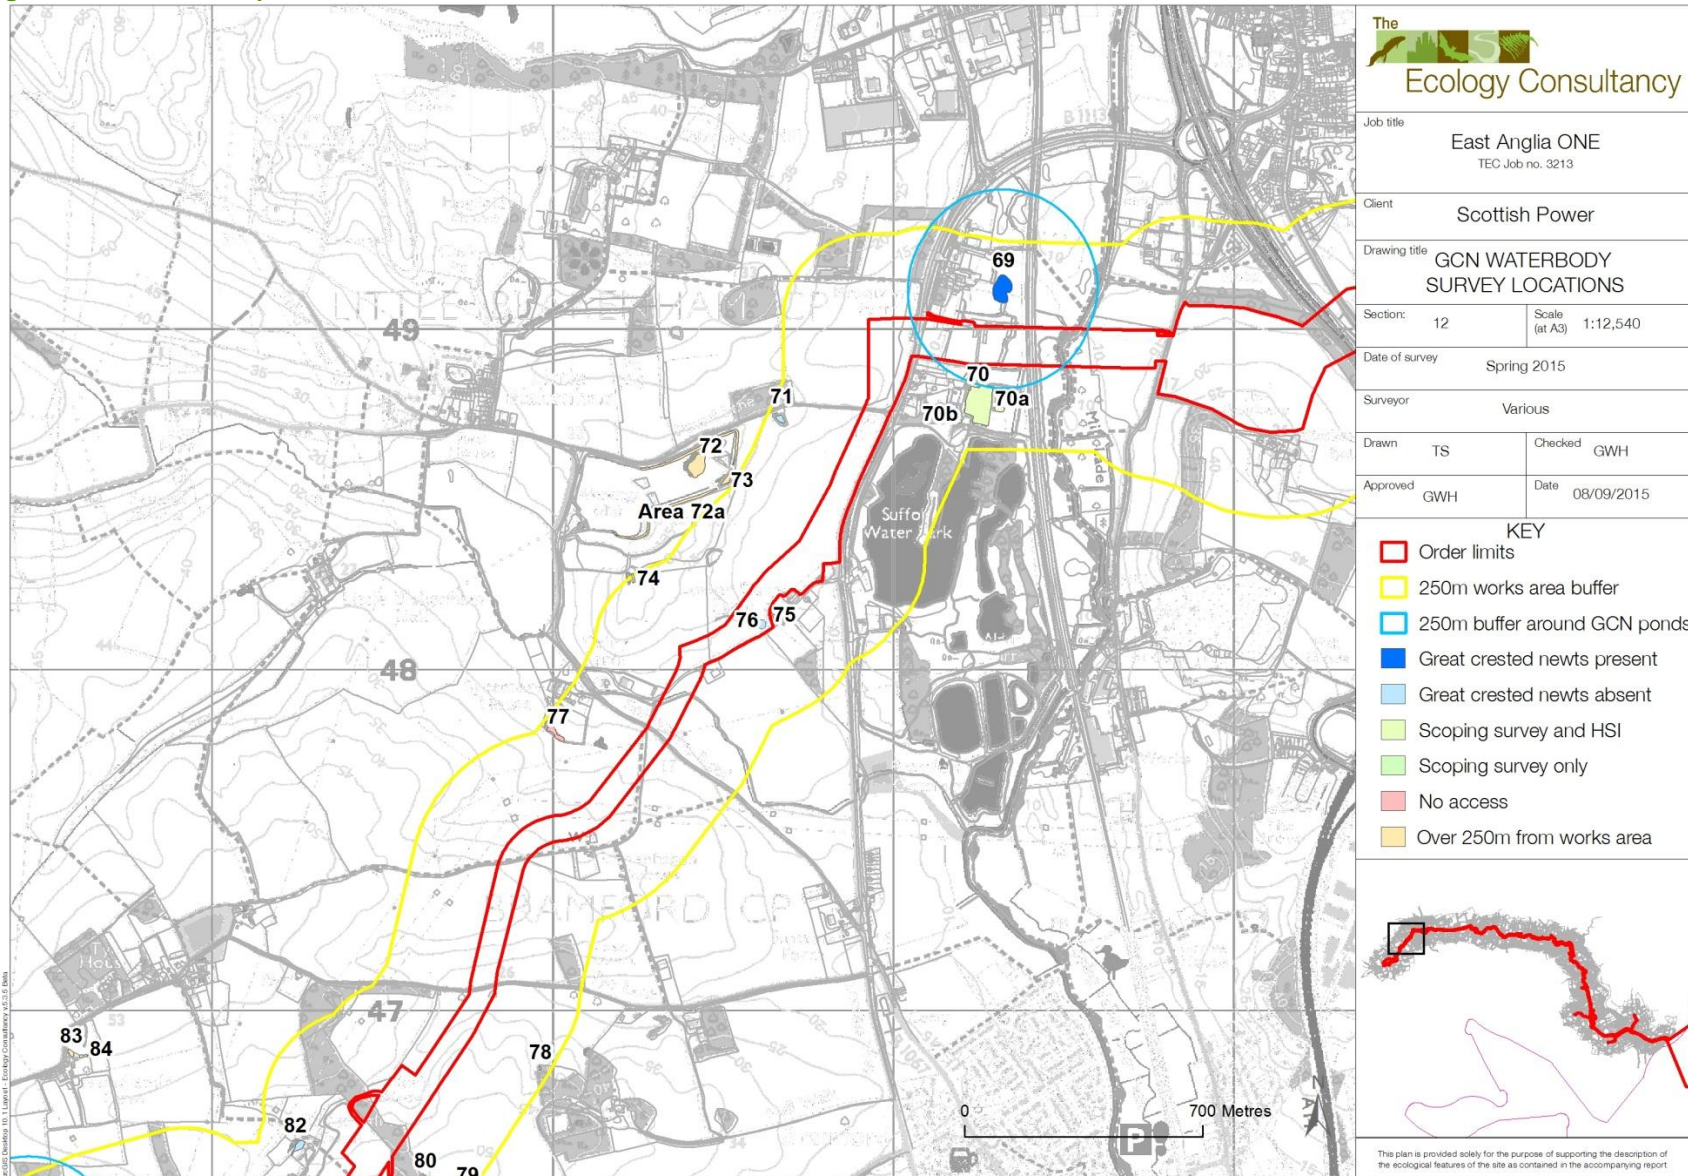 The
Ecology Consultancy
Job title
East Anglia ONE
TEC Job no. 3213
Client
Scottish Power
Drawing title
GCN WATERBODY
SURVEY LOCATIONS
Section:
12
Scale
(at A3)
1:12,540
Date of survey
Spring 2015
Surveyor
Various
Drawn
TS
Checked
GWH
Approved
GWH
Date
08/09/2015
KEY
Order limits
250m works area buffer
250m buffer around GCN ponds
Great crested newts present
Great crested newts absent
Scoping survey and HSI
Scoping survey only
No access
Over 250m from works area
This plan is provided solely for the purpose of supporting the description of
the ecological features of the site as contained in the accompanying report
B 1113
69
49
70
71
70a
70b
72
73
Area 72a
Water Park
74
76
75
48
77
BRAMFORD CP
47
83
84
78
82
80
79
0
700 Metres
P